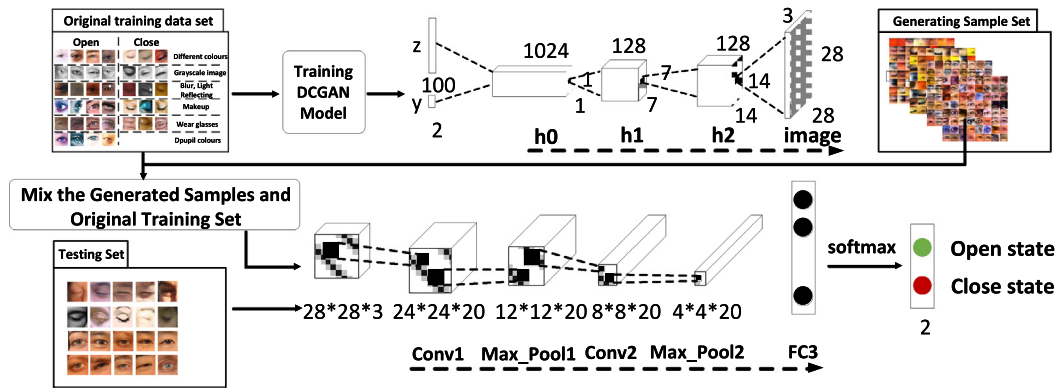 Original training data set
Open
Close
Different colours
Grayscale image
Blur, Light
Reflecting
Makeup
Wear glasses
Dpupil colours
Training
DCGAN
Model
z
100
y
2
1024
1
1
h0
128
7
7
h1
128
14
14
h2
3
28
28
image
Generating Sample Set
Mix the Generated Samples and
Original Training Set
Testing Set
28*28*3
24*24*20
12*12*20
8*8*20
4*4*20
Conv1
Max_Pool1
Conv2
Max_Pool2
FC3
softmax
Open state
Close state
2